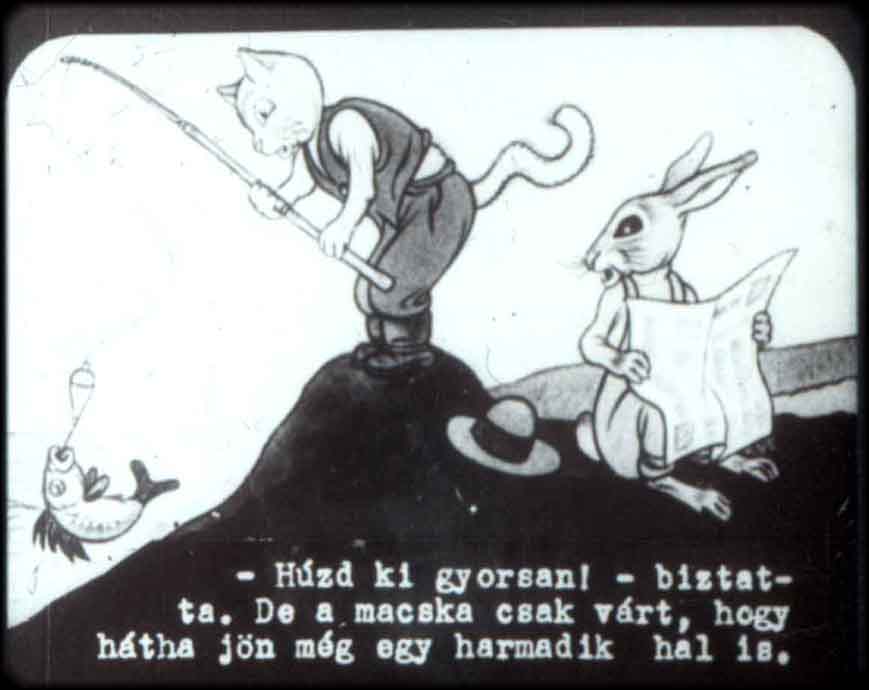 - Húzd ki gyorsan! - biztat-
ta. De a macska csak várt, hogy
hátha jön még egy harmadik hal is.